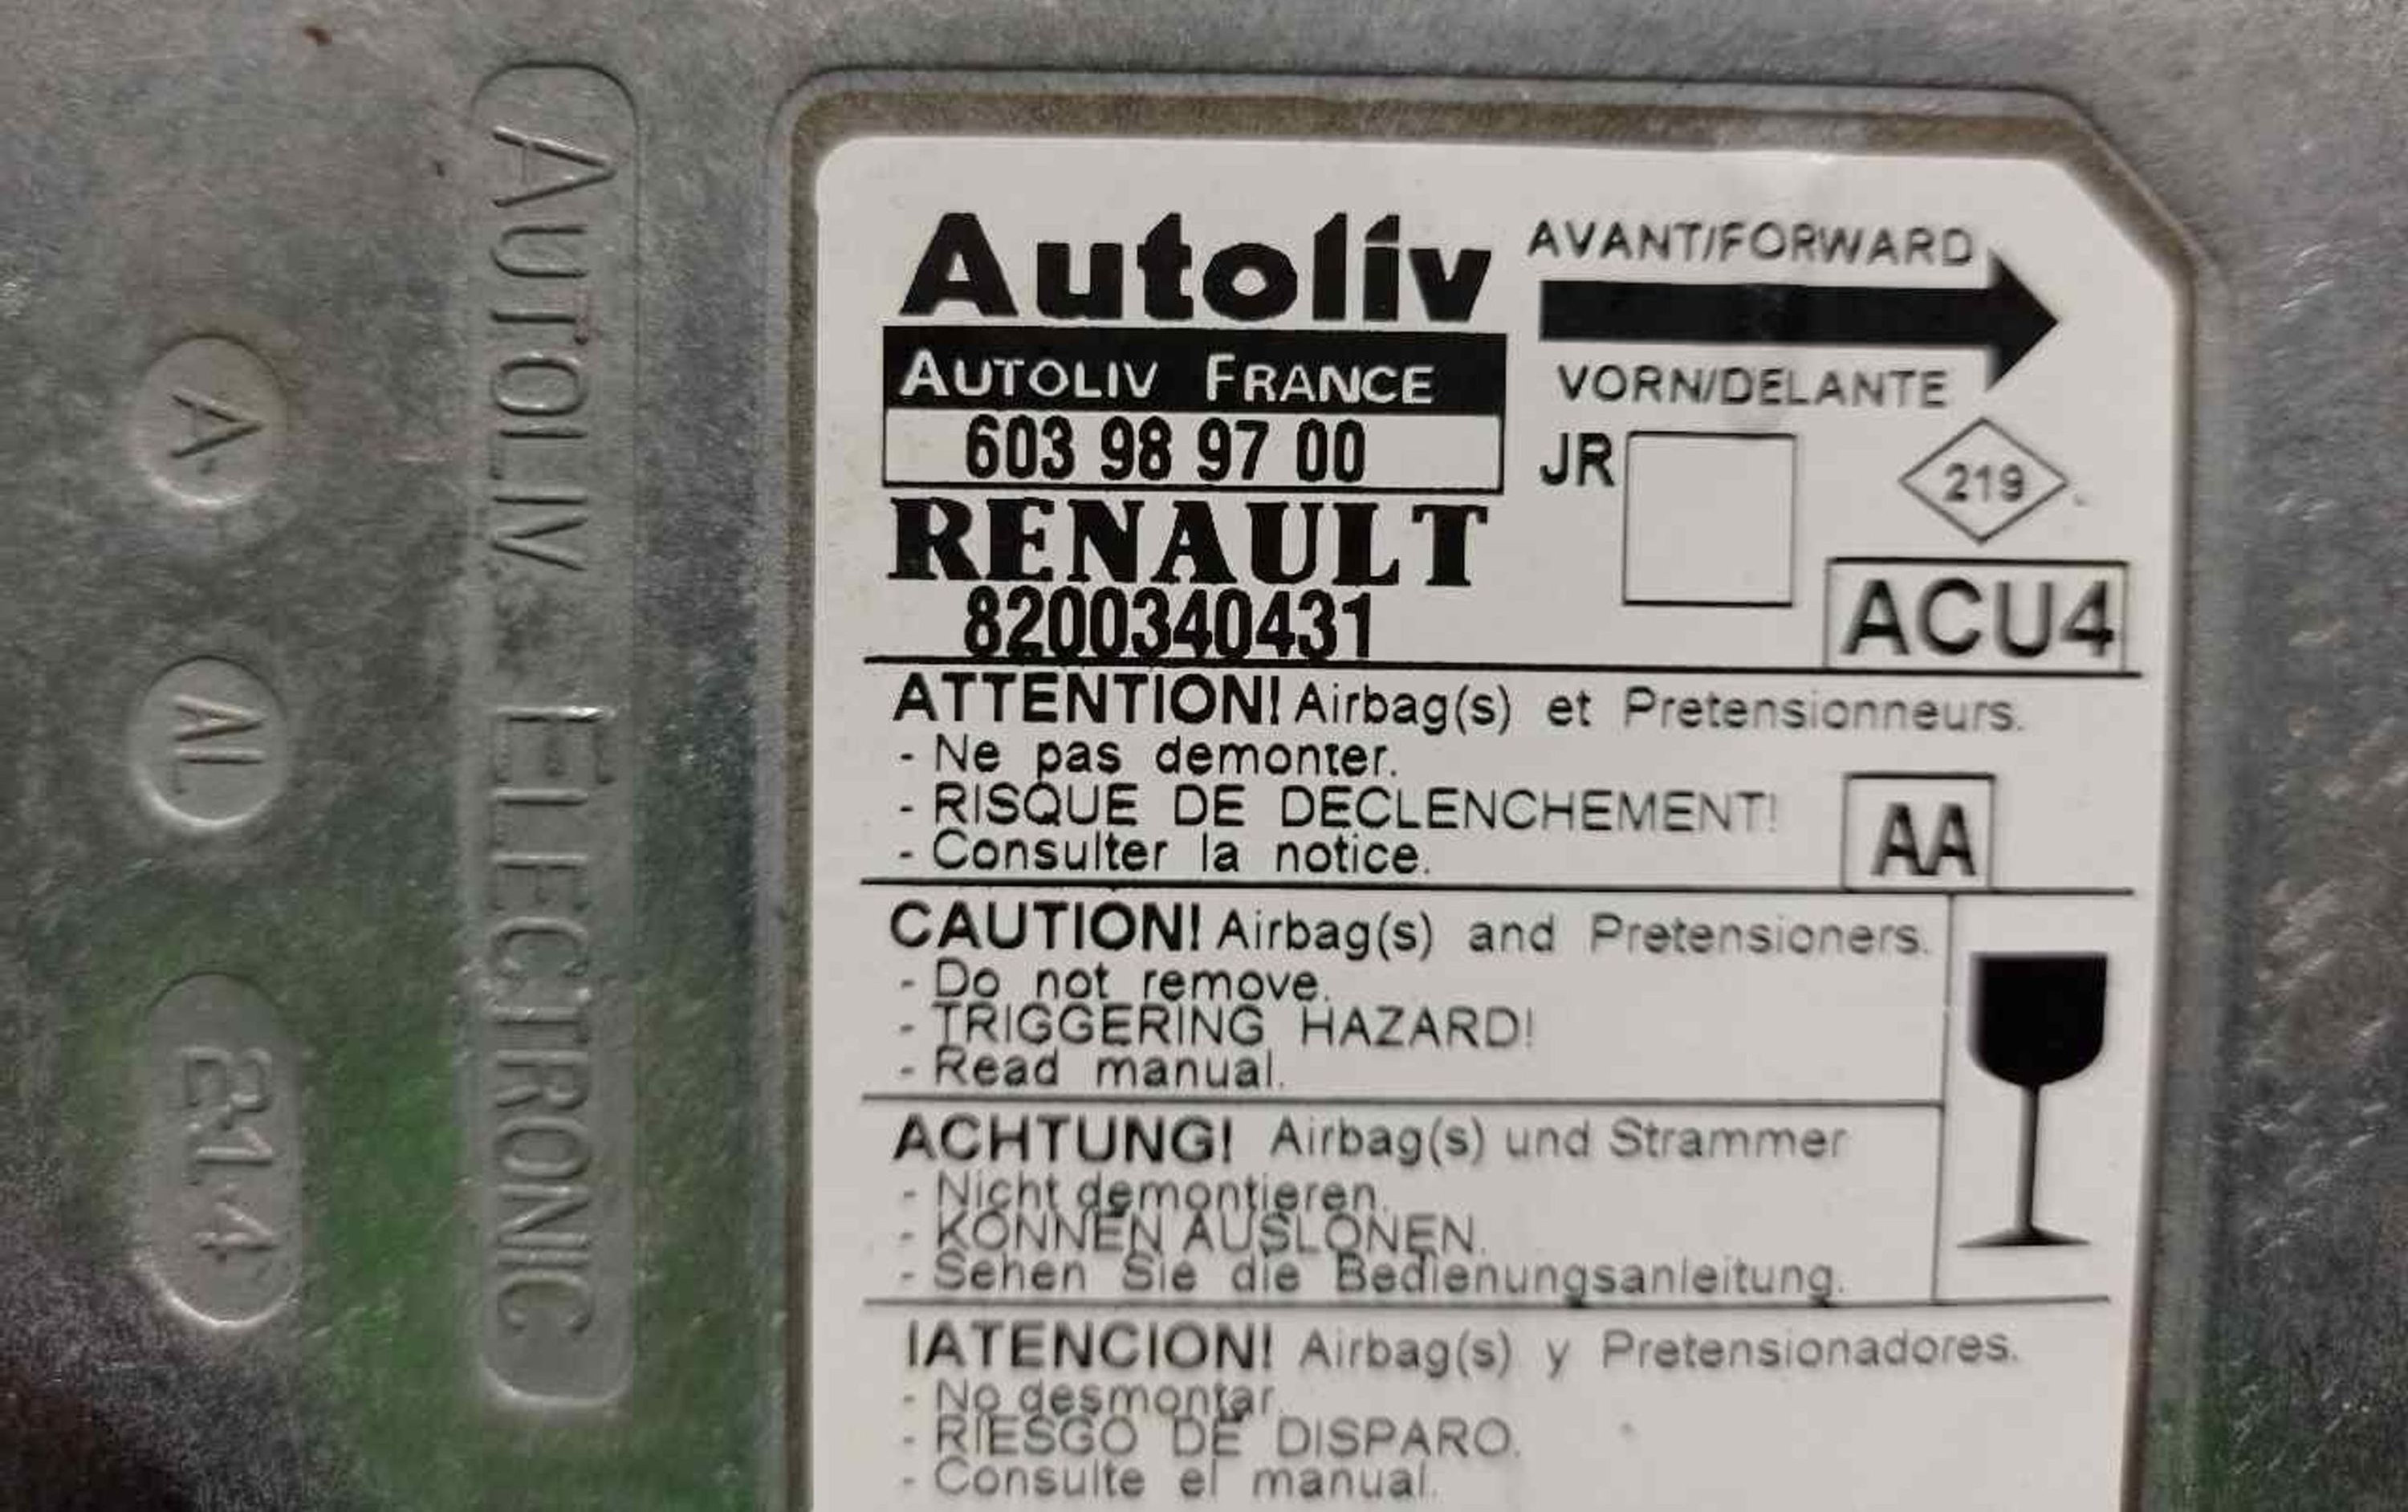 AUTOLIV ELECTRONIC
A
AL
21.4
Autoliv
AUTOLIV FRANCE
603 98 97 00
RENAULT
8200340431
AVANT/FORWARD
VORN/DELANTE
JR
219
ACU4
ATTENTION! Airbag(s) et Pretensionneurs.
- Ne pas demonter.
- RISQUE DE DECLENCHEMENT!
- Consulter la notice.
AA
CAUTION! Airbag(s) and Pretensioners.
- Do not remove.
- TRIGGERING HAZARD!
- Read manual.
ACHTUNG! Airbag(s) und Strammer
- Nicht demontieren.
- KÖNNEN AUSLÖNEN.
- Sehen Sie die Bedienungsanleitung.
IATENCION! Airbag(s) y Pretensionadores.
- No desmontar.
- RIESGO DE DISPARO.
- Consulte el manual.